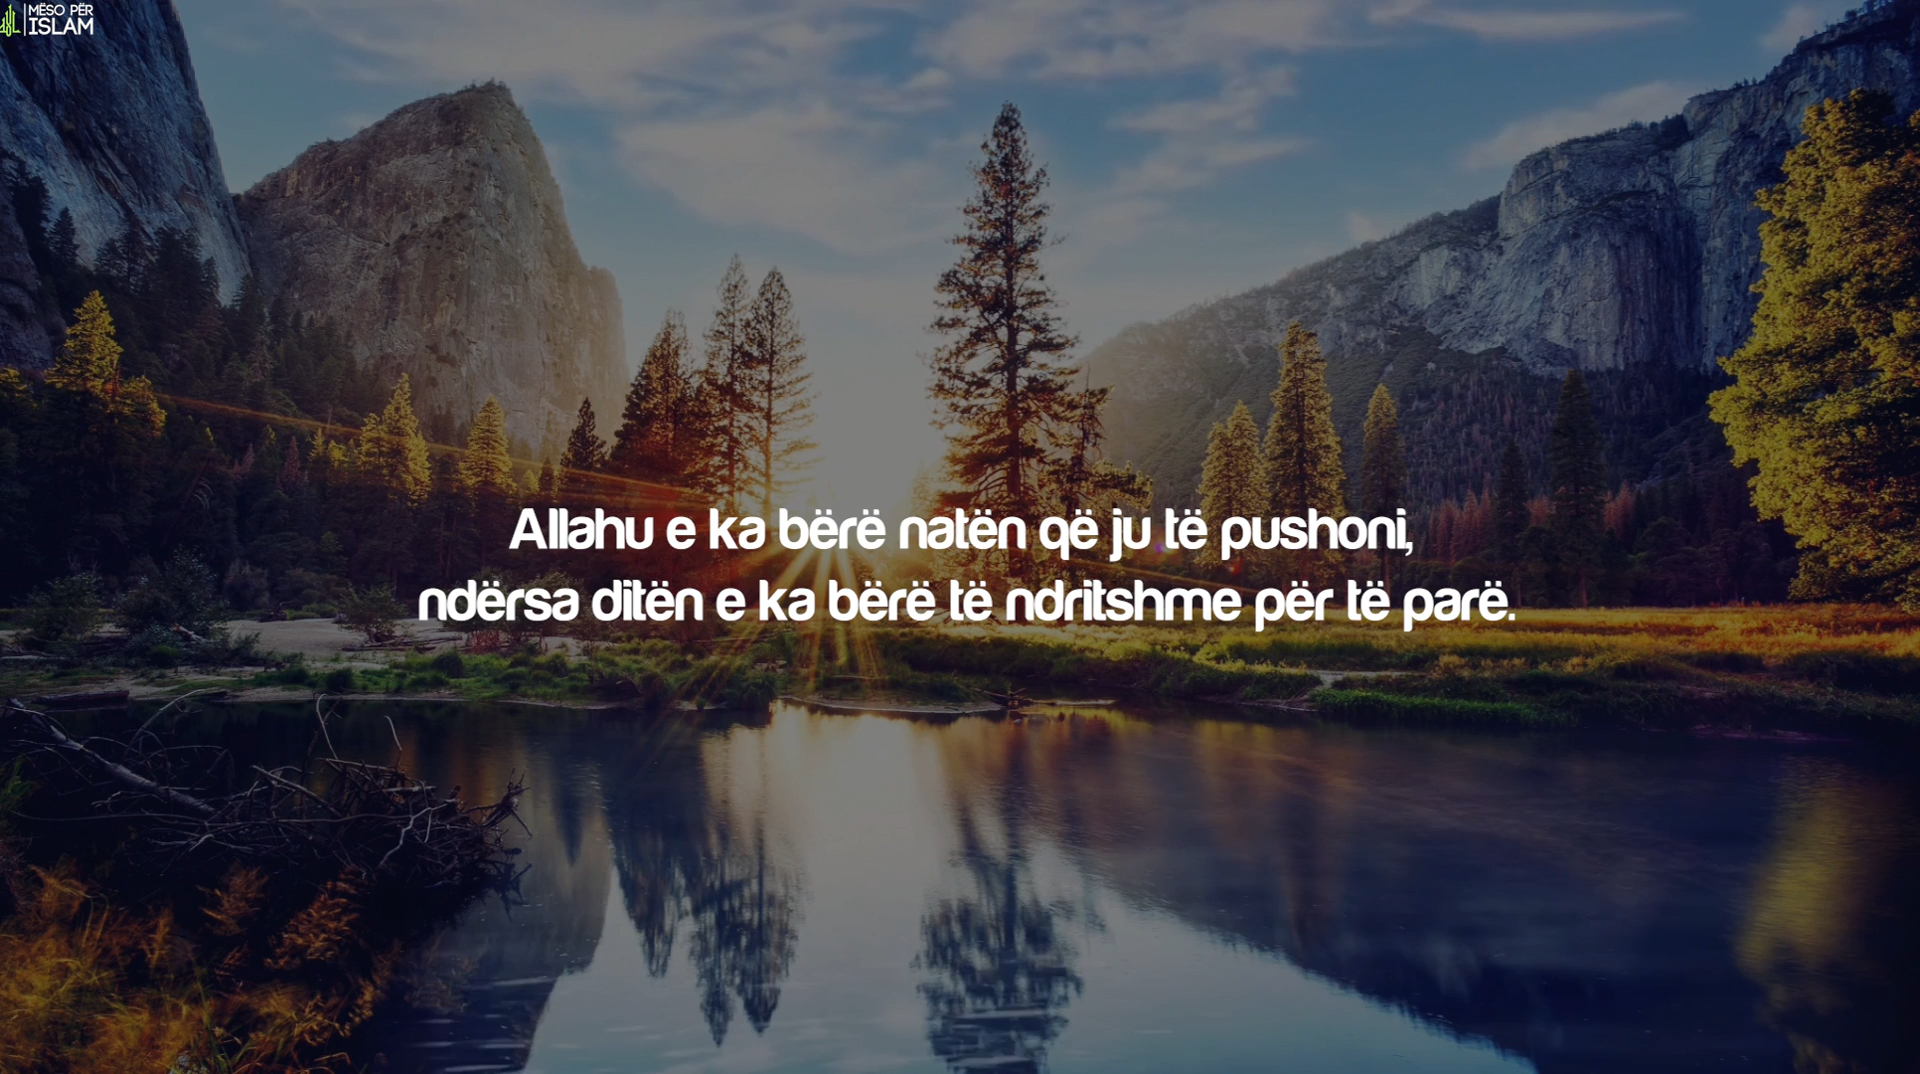 MËSO PËR
ISLAM
Allahu e ka bërë natën që ju të pushoni,
ndërsa ditën e ka bërë të ndritshme për të parë.